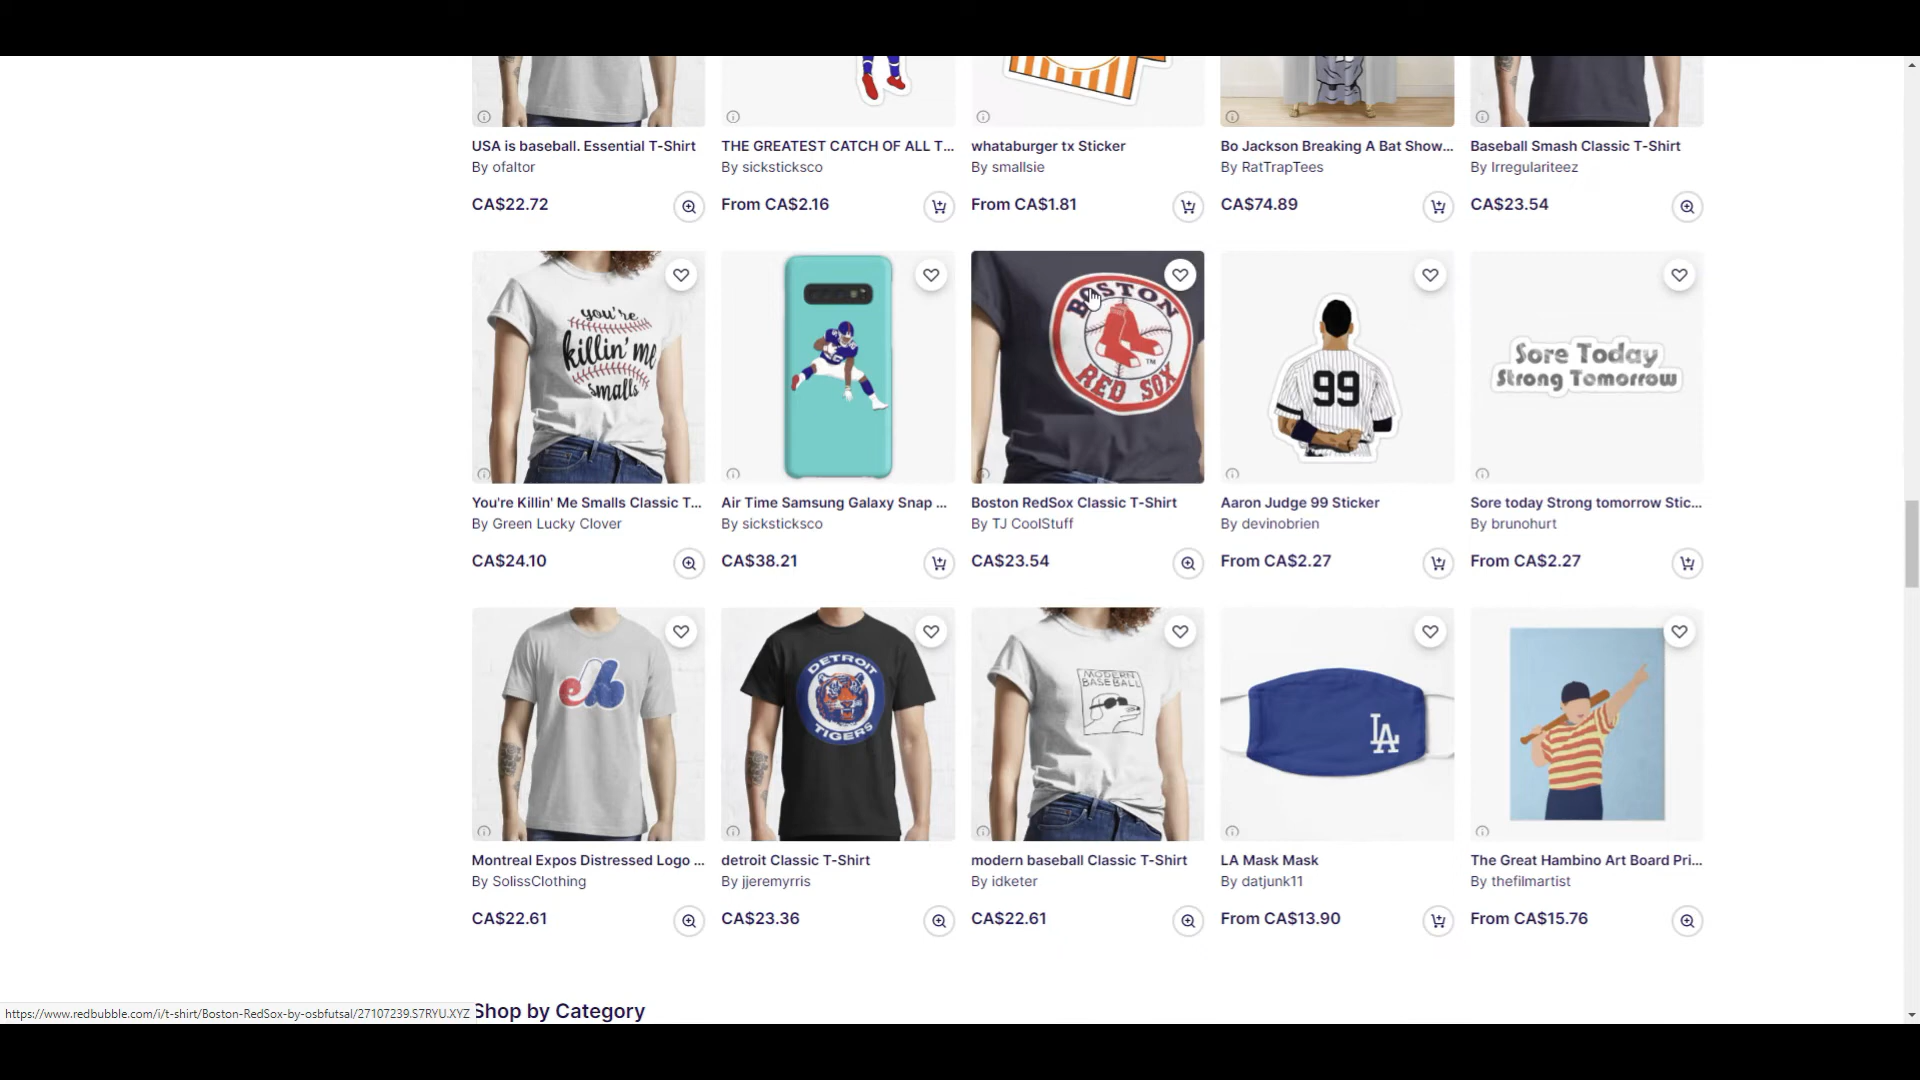 USA is baseball. Essential T-Shirt
By ofaltor
CA$22.72
THE GREATEST CATCH OF ALL T...
By sicksticksco
From CA$2.16
whataburger tx Sticker
By smallsie
From CA$1.81
Bo Jackson Breaking A Bat Show...
By RatTrapTees
CA$74.89
Baseball Smash Classic T-Shirt
By Irregulariteez
CA$23.54
you're
killin' me
smalls
You're Killin' Me Smalls Classic T...
By Green Lucky Clover
CA$24.10
Air Time Samsung Galaxy Snap ...
By sicksticksco
CA$38.21
BOSTON
RED SOX
TM
Boston RedSox Classic T-Shirt
By TJ CoolStuff
CA$23.54
99
Aaron Judge 99 Sticker
By devinobrien
From CA$2.27
Sore Today
Strong Tomorrow
Sore today Strong tomorrow Stic...
By brunohurt
From CA$2.27
Montreal Expos Distressed Logo ...
By SolissClothing
CA$22.61
DETROIT
TIGERS
detroit Classic T-Shirt
By jjeremyrris
CA$23.36
MODERN
BASEBALL
modern baseball Classic T-Shirt
By idketer
CA$22.61
LA
LA Mask Mask
By datjunk11
From CA$13.90
The Great Hambino Art Board Pri...
By thefilmartist
From CA$15.76
Shop by Category
https://www.redbubble.com/i/t-shirt/Boston-RedSox-by-osbfutsal/27107239.S7RYU.XYZ